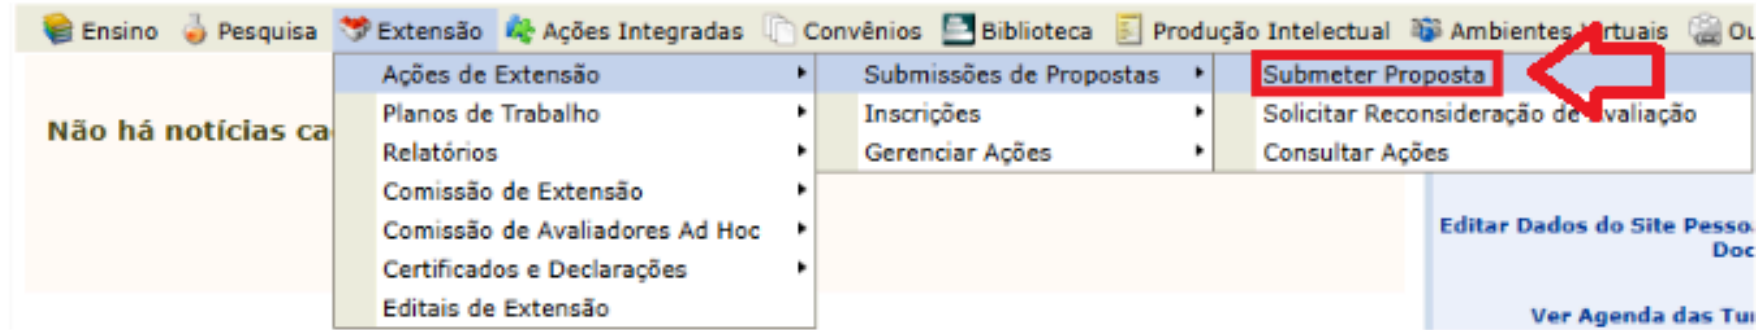 Ensino Pesquisa Extensão Ações Integradas Convênios Biblioteca Produção Intelectual Ambientes Virtuais
Ações de Extensão
Submissões de Propostas
Submeter Proposta
Planos de Trabalho
Inscrições
Solicitar Reconsideração de Avaliação
Não há notícias
Relatórios
Gerenciar Ações
Consultar Ações
Comissão de Extensão
Comissão de Avaliadores Ad Hoc
Certificados e Declarações
Editais de Extensão
Editar Dados do Site
Ver Agenda das